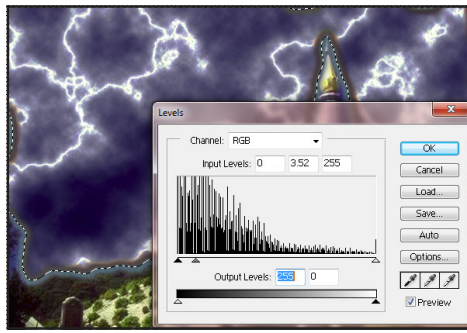 Levels
Channel: RGB
OK
Input Levels: 0 3.52 255
Cancel
Load...
Save...
Auto
Options...
Output Levels: 255 0
Preview